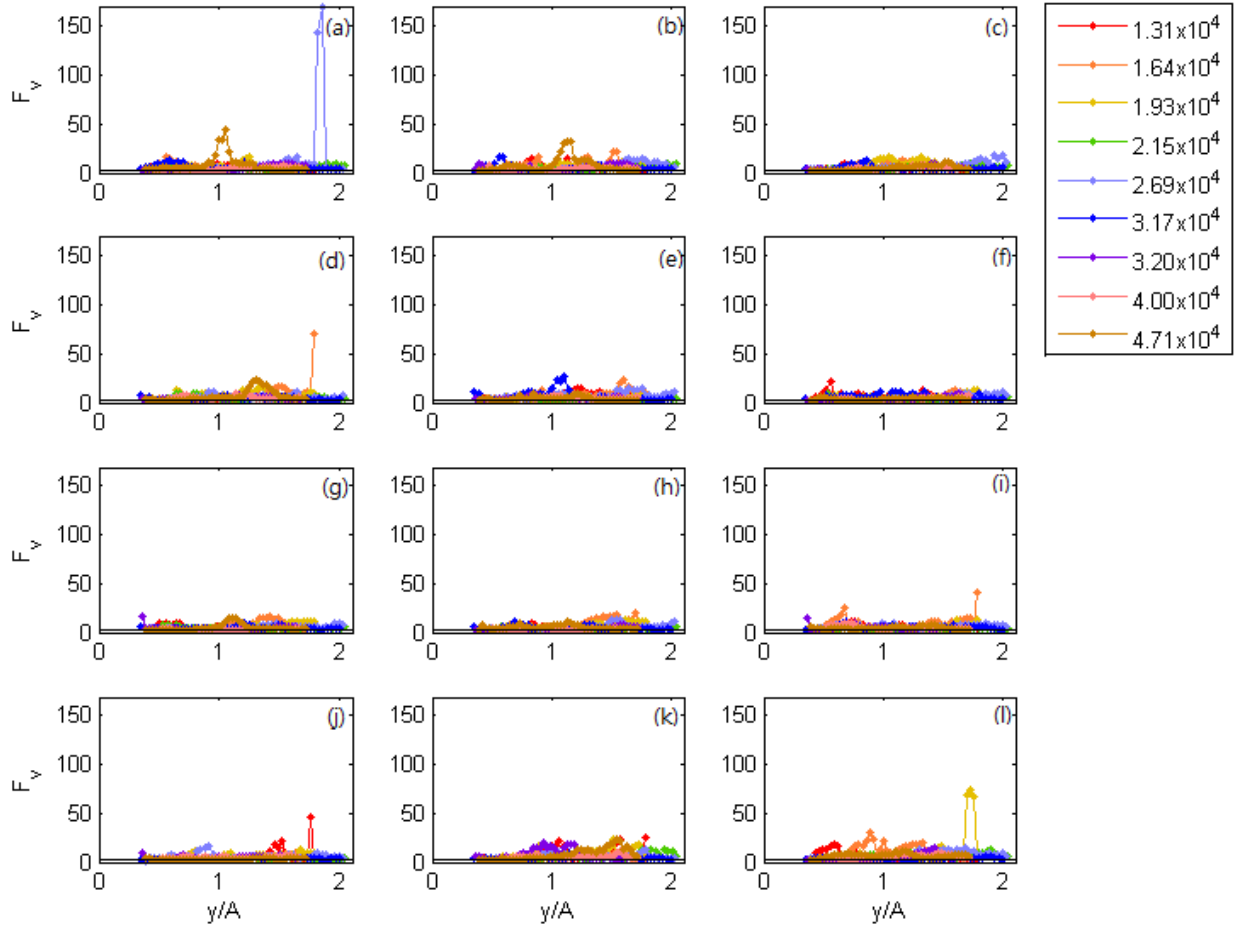 150
100
50
0
F_v
0 1 2
(a)
150
100
50
0
0 1 2
(b)
150
100
50
0
0 1 2
(c)
1.31x10^4
1.64x10^4
1.93x10^4
2.15x10^4
2.69x10^4
3.17x10^4
3.20x10^4
4.00x10^4
4.71x10^4
150
100
50
0
F_v
0 1 2
(d)
150
100
50
0
0 1 2
(e)
150
100
50
0
0 1 2
(f)
150
100
50
0
F_v
0 1 2
(g)
150
100
50
0
0 1 2
(h)
150
100
50
0
0 1 2
(i)
150
100
50
0
F_v
0 1 2
y/A
(j)
150
100
50
0
0 1 2
y/A
(k)
150
100
50
0
0 1 2
y/A
(l)